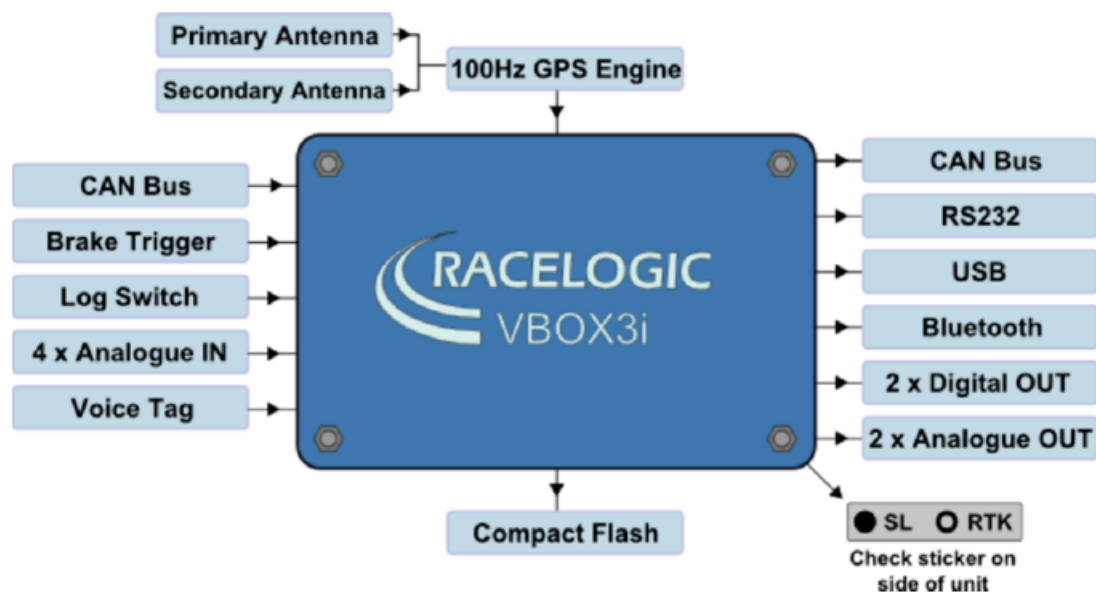 Primary Antenna
Secondary Antenna
100Hz GPS Engine
CAN Bus
Brake Trigger
Log Switch
4 x Analogue IN
Voice Tag
RACELOGIC
VBOX3i
CAN Bus
RS232
USB
Bluetooth
2 x Digital OUT
2 x Analogue OUT
Compact Flash
SL RTK
Check sticker on
side of unit